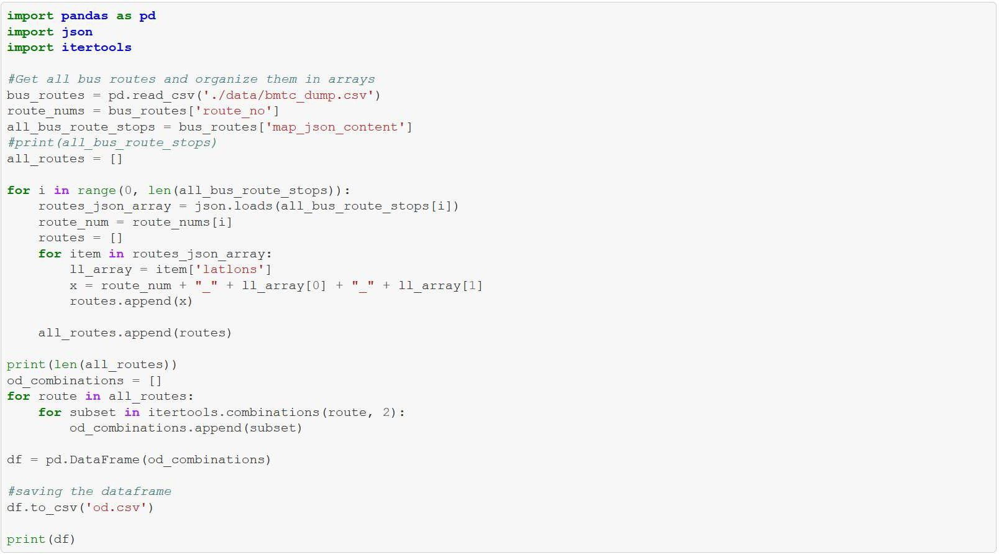 import pandas as pd
import json
import itertools

#Get all bus routes and organize them in arrays
bus_routes = pd.read_csv('./data/bmtc_dump.csv')
route_nums = bus_routes['route_no']
all_bus_route_stops = bus_routes['map_json_content']
#print(all_bus_route_stops)
all_routes = []

for i in range(0, len(all_bus_route_stops)):
    routes_json_array = json.loads(all_bus_route_stops[i])
    route_num = route_nums[i]
    routes = []
    for item in routes_json_array:
        ll_array = item['latlons']
        x = route_num + "_" + ll_array[0] + "_" + ll_array[1]
        routes.append(x)

    all_routes.append(routes)

print(len(all_routes))
od_combinations = []
for route in all_routes:
    for subset in itertools.combinations(route, 2):
        od_combinations.append(subset)

df = pd.DataFrame(od_combinations)

#saving the dataframe
df.to_csv('od.csv')

print(df)